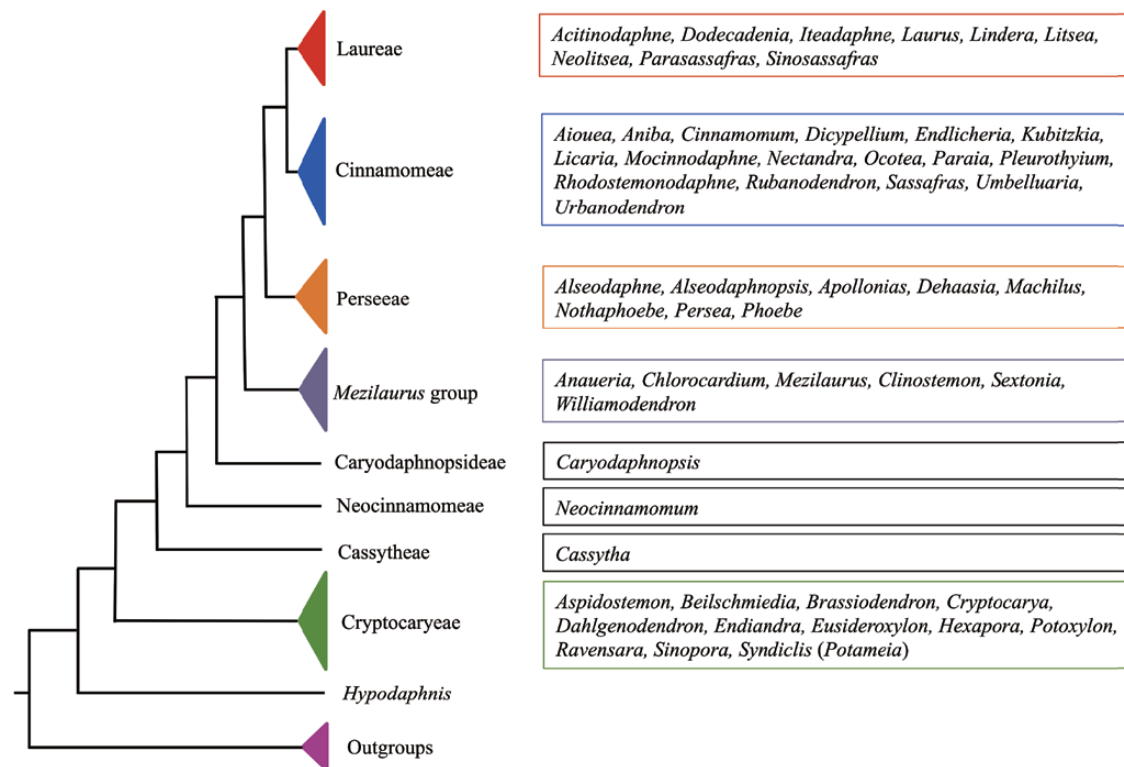 Laureae
Acitinodaphne, Dodecadenia, Iteadaphne, Laurus, Lindera, Litsea,
Neolitsea, Parasassafras, Sinosassafras
Cinnamomeae
Aiouea, Aniba, Cinnamomum, Dicypellium, Endlicheria, Kubitzkia,
Licaria, Mocinnodaphne, Nectandra, Ocotea, Paraia, Pleurothyium,
Rhodostemonodaphne, Rubanodendron, Sassafras, Umbelluaria,
Urbanodendron
Perseeae
Alseodaphne, Alseodaphnopsis, Apollonias, Dehaasia, Machilus,
Nothaphoebe, Persea, Phoebe
Mezilaurus group
Anaueria, Chlorocardium, Mezilaurus, Clinostemon, Sextonia,
Williamodendron
Caryodaphnopsideae
Caryodaphnopsis
Neocinnamomeae
Neocinnamomum
Cassytheae
Cassytha
Cryptocaryeae
Aspidostemon, Beilschmiedia, Brassiodendron, Cryptocarya,
Dahlgenodendron, Endiandra, Eusideroxylon, Hexapora, Potoxylon,
Ravensara, Sinopora, Syndiclis (Potameia)
Hypodaphnis
Outgroups